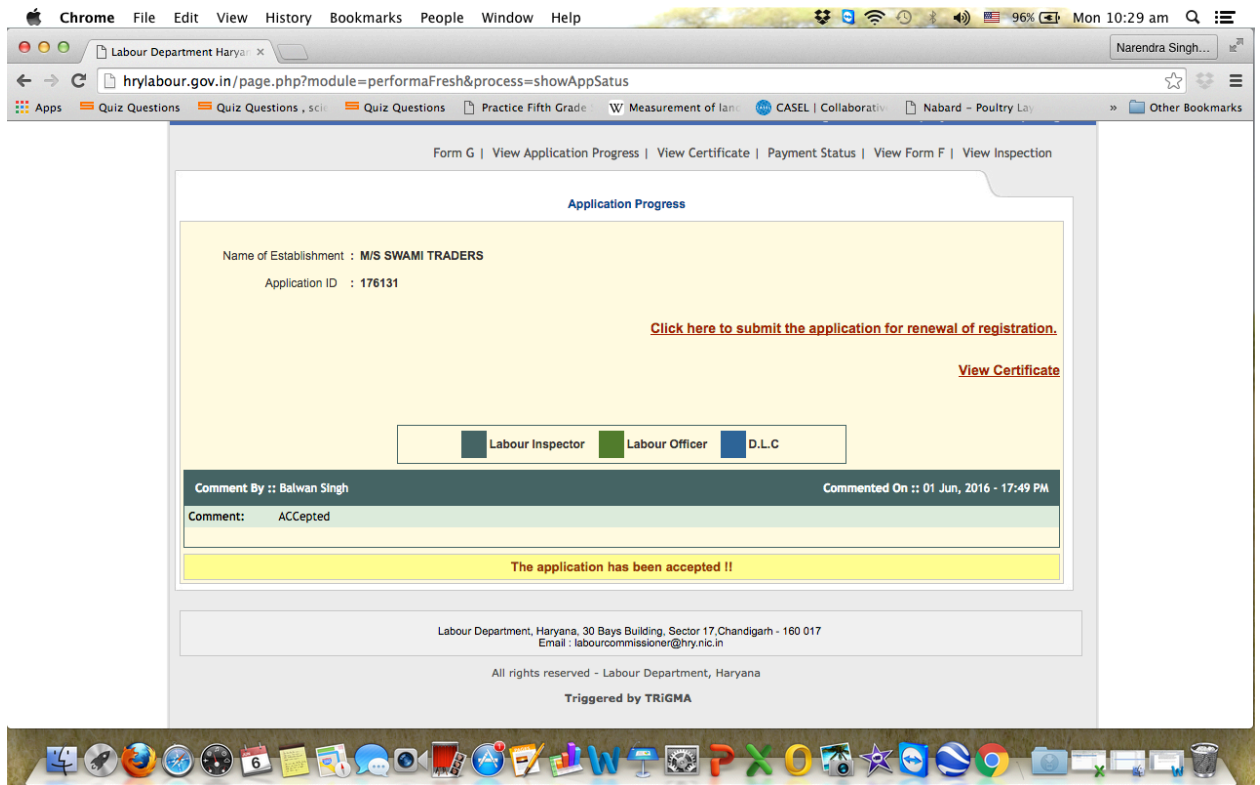 Chrome File Edit View History Bookmarks People Window Help 96% Mon 10:29 am
Labour Department Haryan Narendra Singh...
hrylabour.gov.in/page.php?module=performaFresh&process=showAppSatus
Apps Quiz Questions Quiz Questions , scie Quiz Questions Practice Fifth Grade Measurement of land CASEL | Collaborative Nabard – Poultry Lay » Other Bookmarks
Form G | View Application Progress | View Certificate | Payment Status | View Form F | View Inspection
Application Progress
Name of Establishment : M/S SWAMI TRADERS
Application ID : 176131
Click here to submit the application for renewal of registration.
View Certificate
Labour Inspector Labour Officer D.L.C
Comment By :: Balwan Singh Commented On :: 01 Jun, 2016 - 17:49 PM
Comment: ACCepted
The application has been accepted !!
Labour Department, Haryana, 30 Bays Building, Sector 17,Chandigarh - 160 017
Email : labourcommissioner@hry.nic.in
All rights reserved - Labour Department, Haryana
Triggered by TRiGMA
6